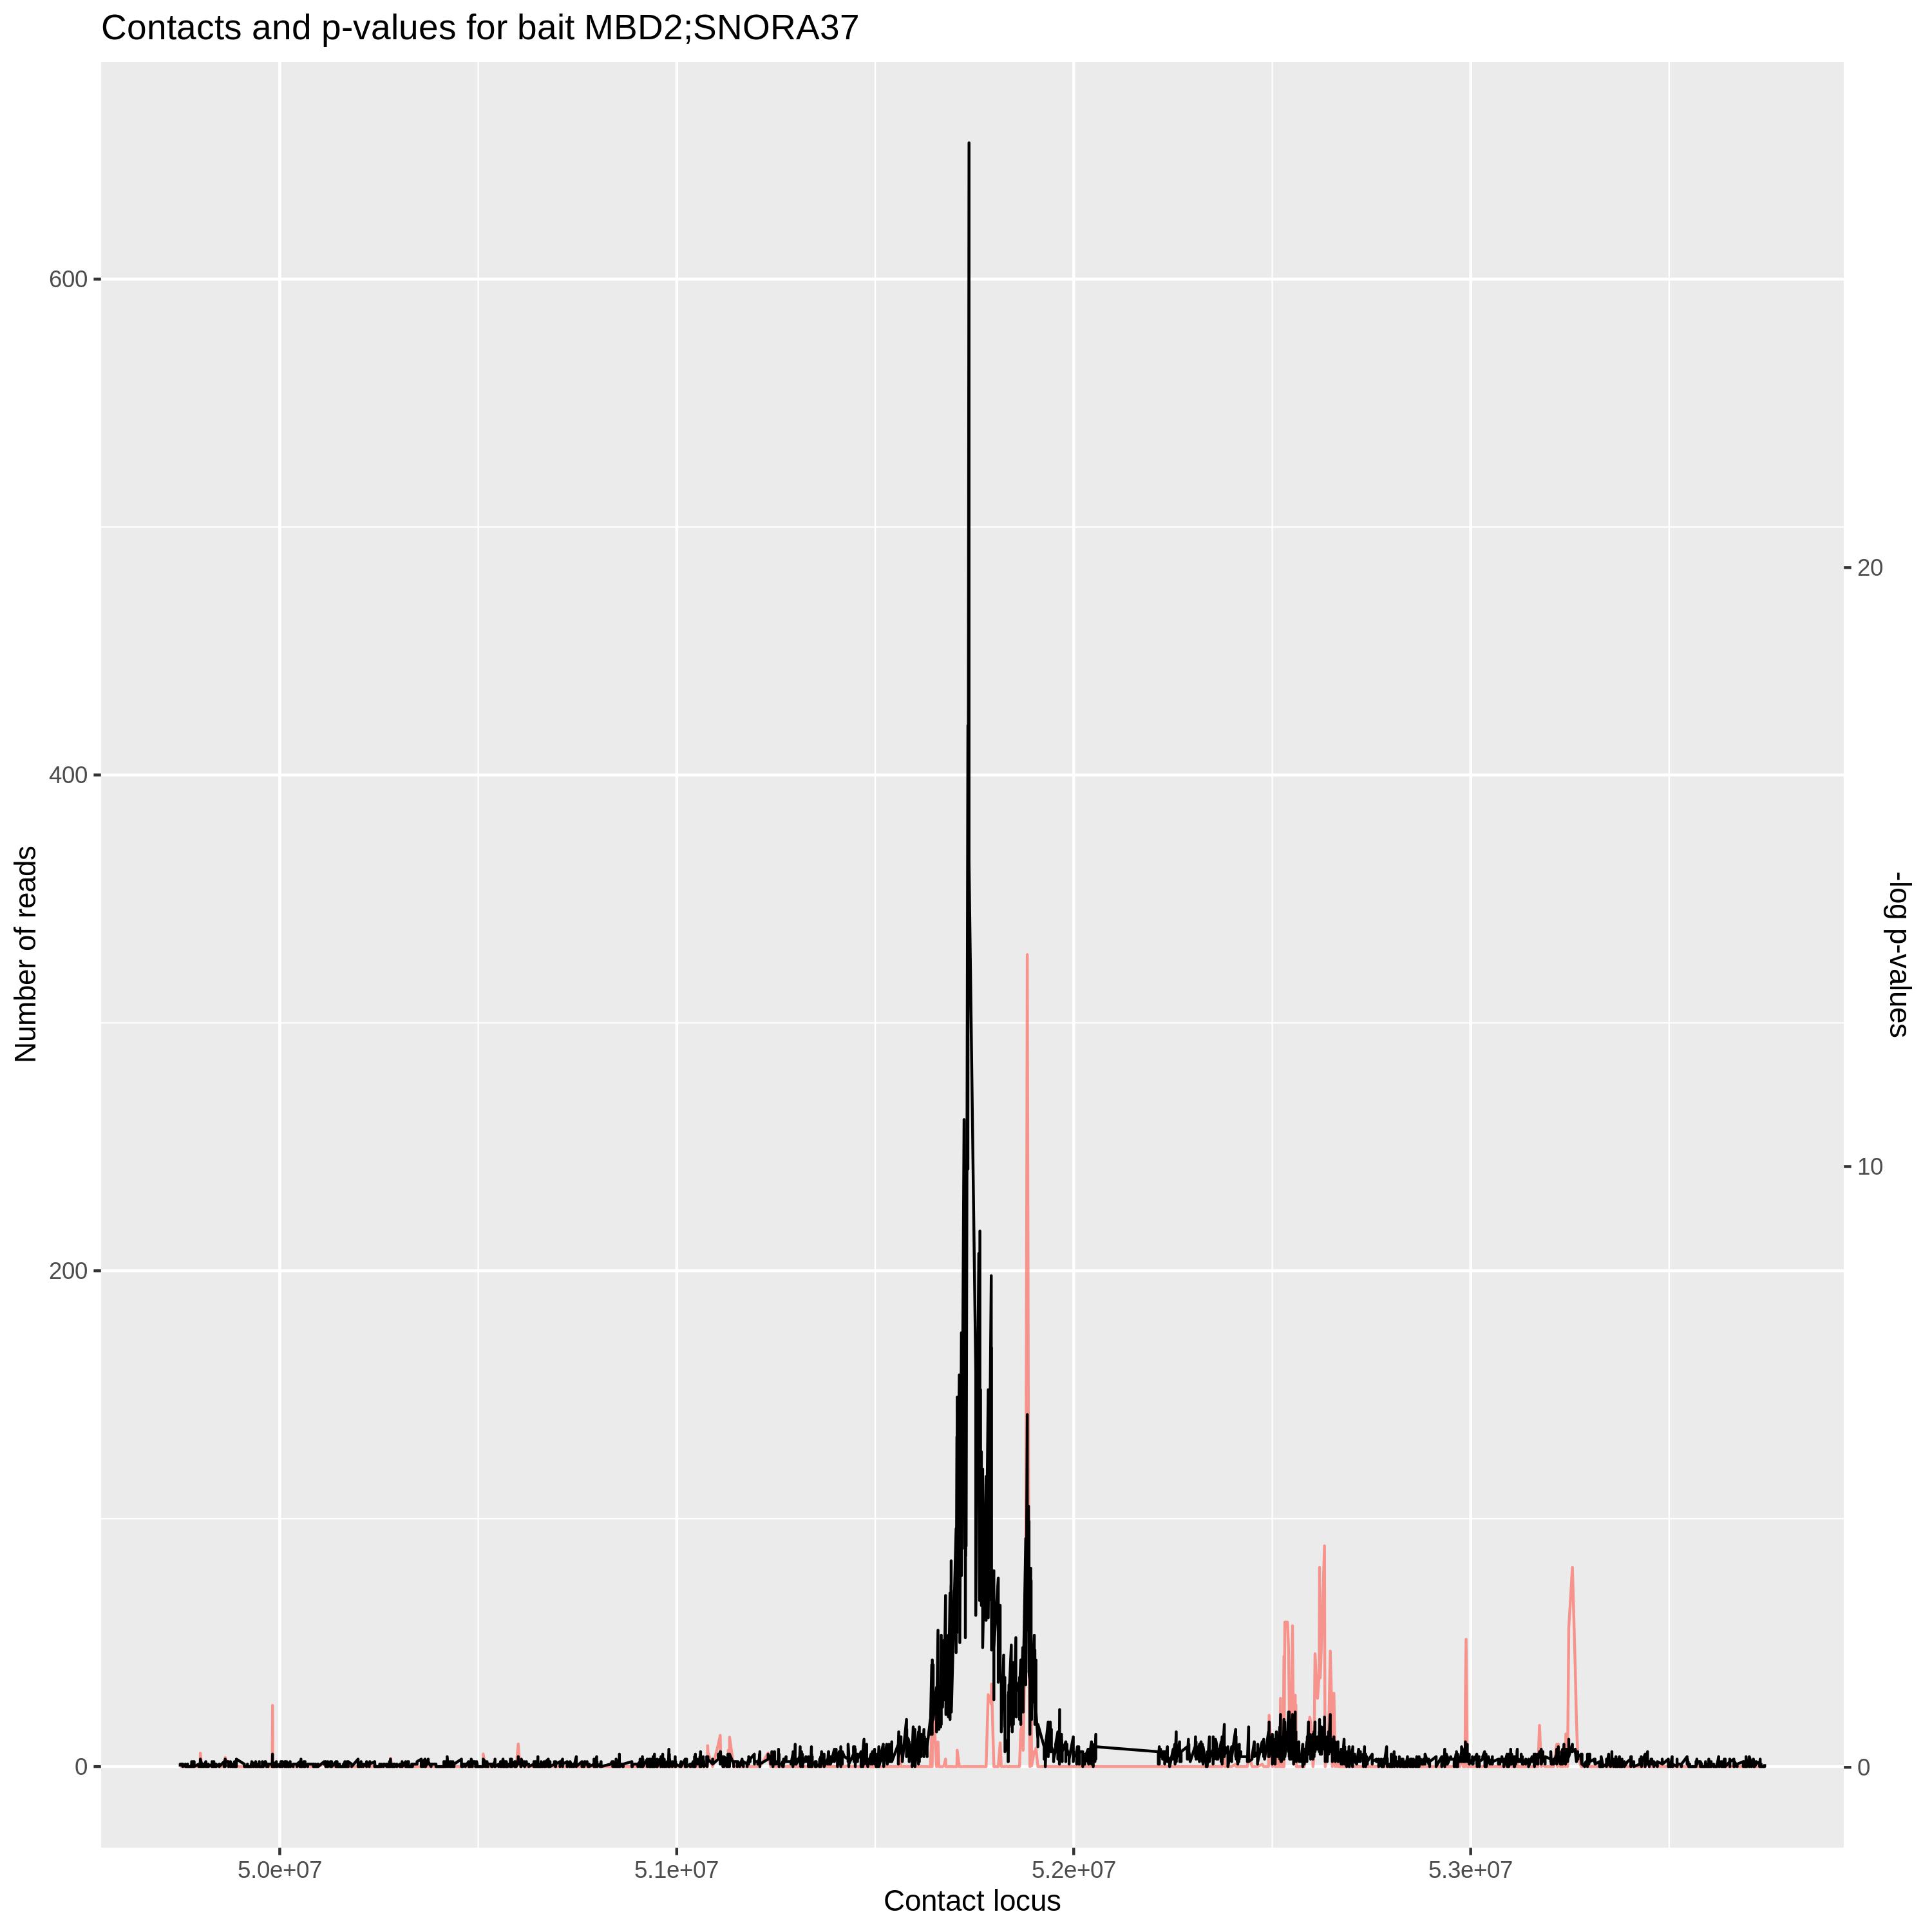 Contacts and p-values for bait MBD2;SNORA37
600
400
200
0
Number of reads
20
10
0
-log p-values
5.0e+07
5.1e+07
5.2e+07
5.3e+07
Contact locus